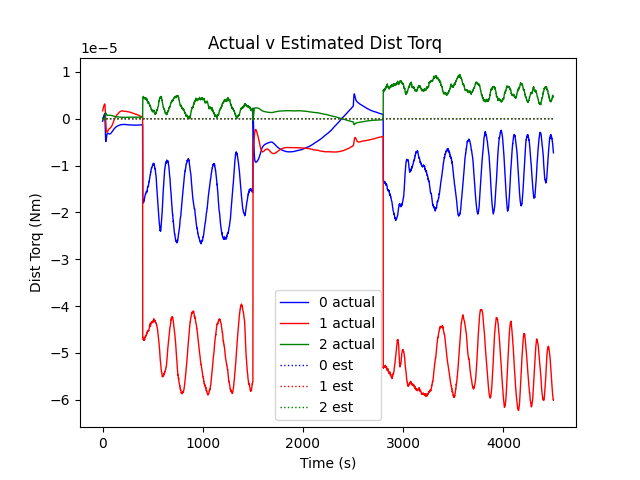 Actual v Estimated Dist Torq
1e−5
1
0
−1
−2
−3
−4
−5
−6
Dist Torq (Nm)
0 actual
1 actual
2 actual
0 est
1 est
2 est
0 1000 2000 3000 4000
Time (s)